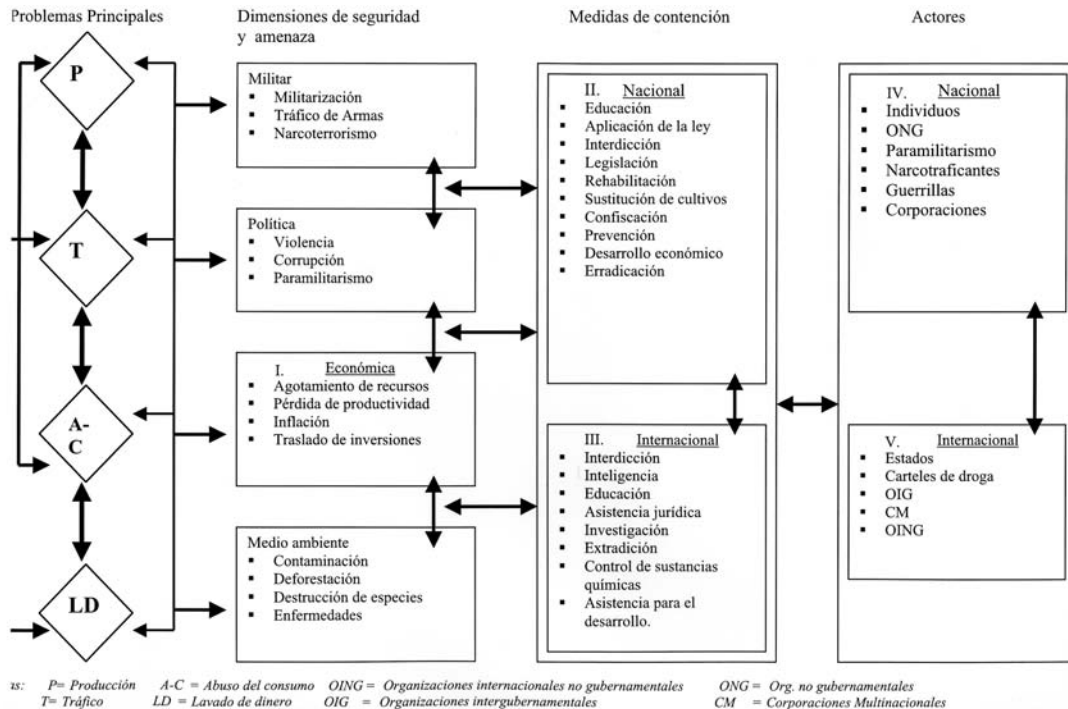 Problemas Principales
P
T
A-
C
LD
Dimensiones de seguridad
y amenaza
Militar
▪ Militarización
▪ Tráfico de Armas
▪ Narcoterrorismo
Política
▪ Violencia
▪ Corrupción
▪ Paramilitarismo
I. Económica
▪ Agotamiento de recursos
▪ Pérdida de productividad
▪ Inflación
▪ Traslado de inversiones
Medio ambiente
▪ Contaminación
▪ Deforestación
▪ Destrucción de especies
▪ Enfermedades
Medidas de contención
II. Nacional
▪ Educación
▪ Aplicación de la ley
▪ Interdicción
▪ Legislación
▪ Rehabilitación
▪ Sustitución de cultivos
▪ Confiscación
▪ Prevención
▪ Desarrollo económico
▪ Erradicación
III. Internacional
▪ Interdicción
▪ Inteligencia
▪ Educación
▪ Asistencia jurídica
▪ Investigación
▪ Extradición
▪ Control de sustancias
químicas
▪ Asistencia para el
desarrollo.
Actores
IV. Nacional
▪ Individuos
▪ ONG
▪ Paramilitarismo
▪ Narcotraficantes
▪ Guerrillas
▪ Corporaciones
V. Internacional
▪ Estados
▪ Carteles de droga
▪ OIG
▪ CM
▪ OING
as: P= Producción A-C = Abuso del consumo OING = Organizaciones internacionales no gubernamentales ONG = Org. no gubernamentales
T= Tráfico LD = Lavado de dinero OIG = Organizaciones intergubernamentales CM = Corporaciones Multinacionales